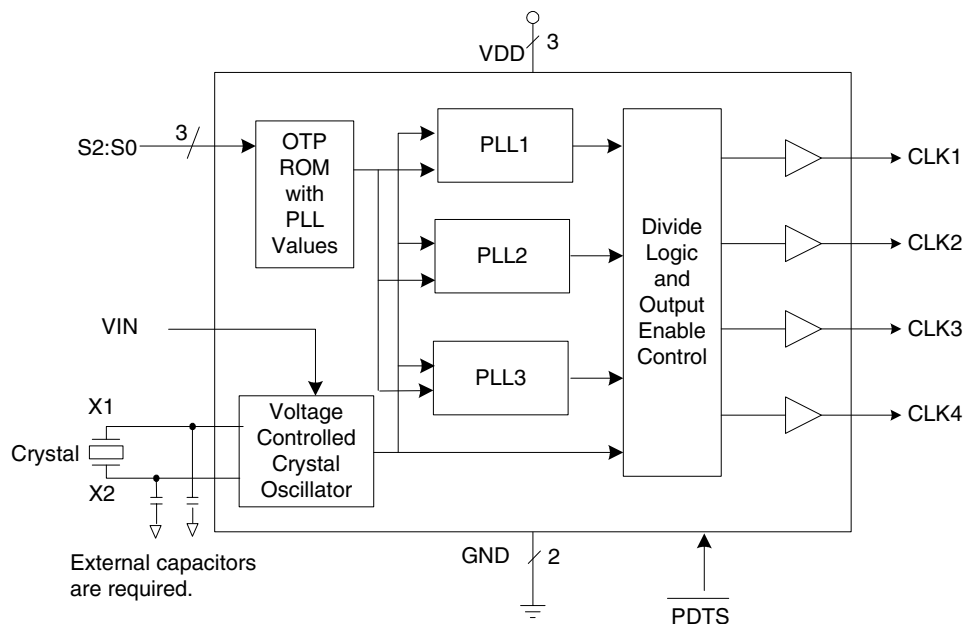 VDD
3
S2:S0
3
OTP
ROM
with
PLL
Values
PLL1
PLL2
PLL3
Divide
Logic
and
Output
Enable
Control
CLK1
CLK2
CLK3
CLK4
VIN
X1
Crystal
X2
Voltage
Controlled
Crystal
Oscillator
External capacitors
are required.
GND
2
PDTS